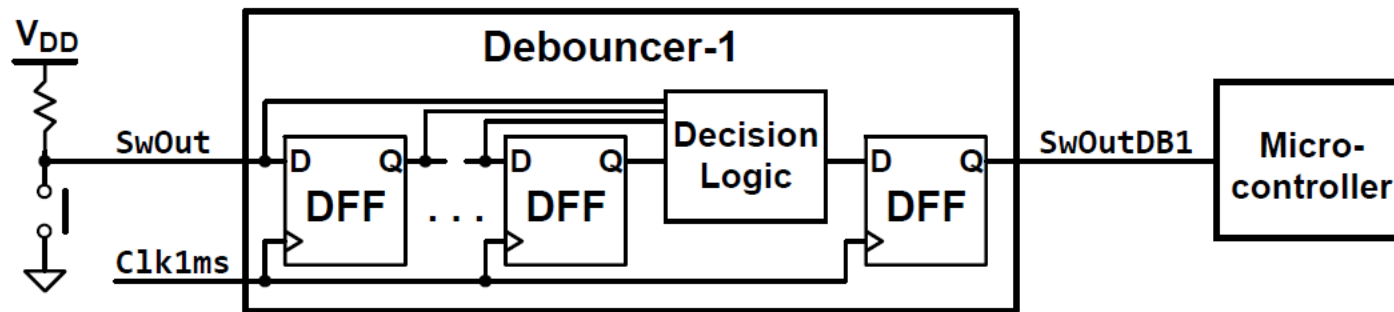 VDD
Debouncer-1
SwOut
D Q
DFF
. . .
D Q
DFF
Decision
Logic
D Q
DFF
SwOutDB1
Micro-
controller
Clk1ms